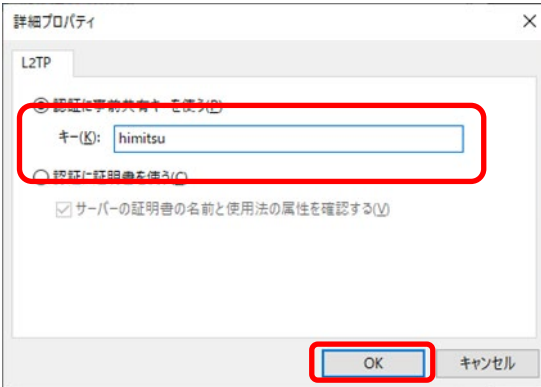 詳細プロパティ
L2TP
認証に事前共有キーを使う(P)
キー(K): himitsu
認証に証明書を使う(C)
サーバーの証明書の名前と使用法の属性を確認する(V)
OK キャンセル